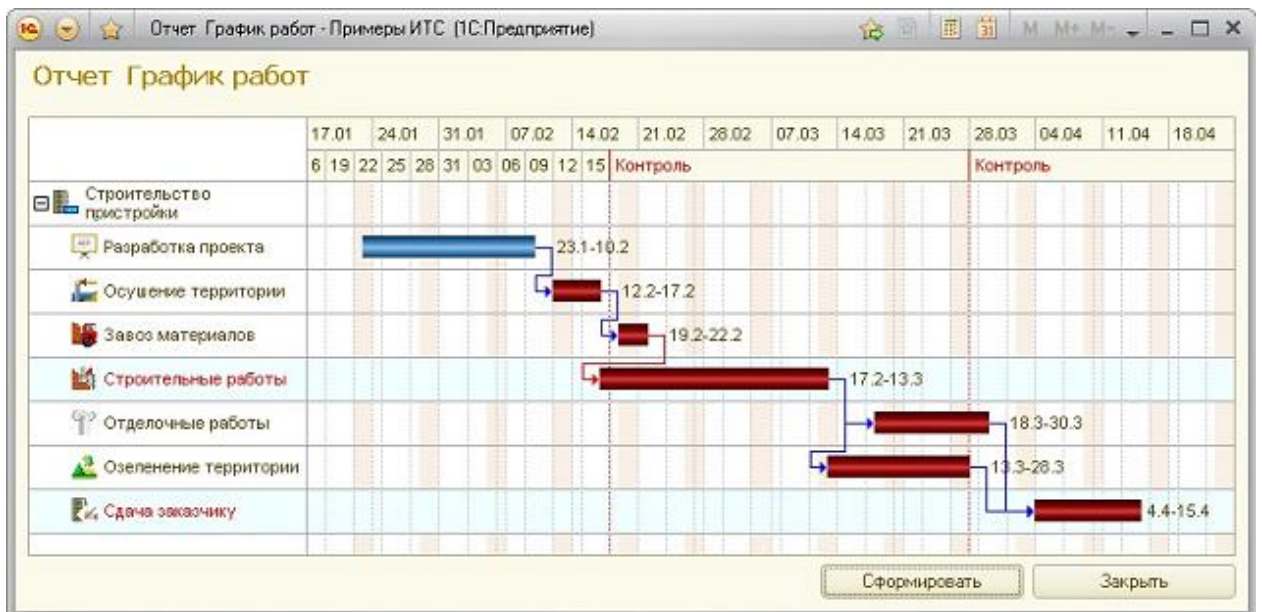 Отчет График работ - Примеры ИТС (1С:Предприятие)
31
M M+ M-
Отчет График работ
17.01 24.01 31.01 07.02 14.02 21.02 28.02 07.03 14.03 21.03 28.03 04.04 11.04 18.04
6 19 22 25 28 31 03 06 09 12 15 Контроль Контроль
Строительство
пристройки
Разработка проекта 23.1-10.2
Осушение территории 12.2-17.2
Завоз материалов 19.2-22.2
Строительные работы 17.2-13.3
Отделочные работы 18.3-30.3
Озеленение территории 13.3-28.3
Сдача заказчику 4.4-15.4
Сформировать Закрыть